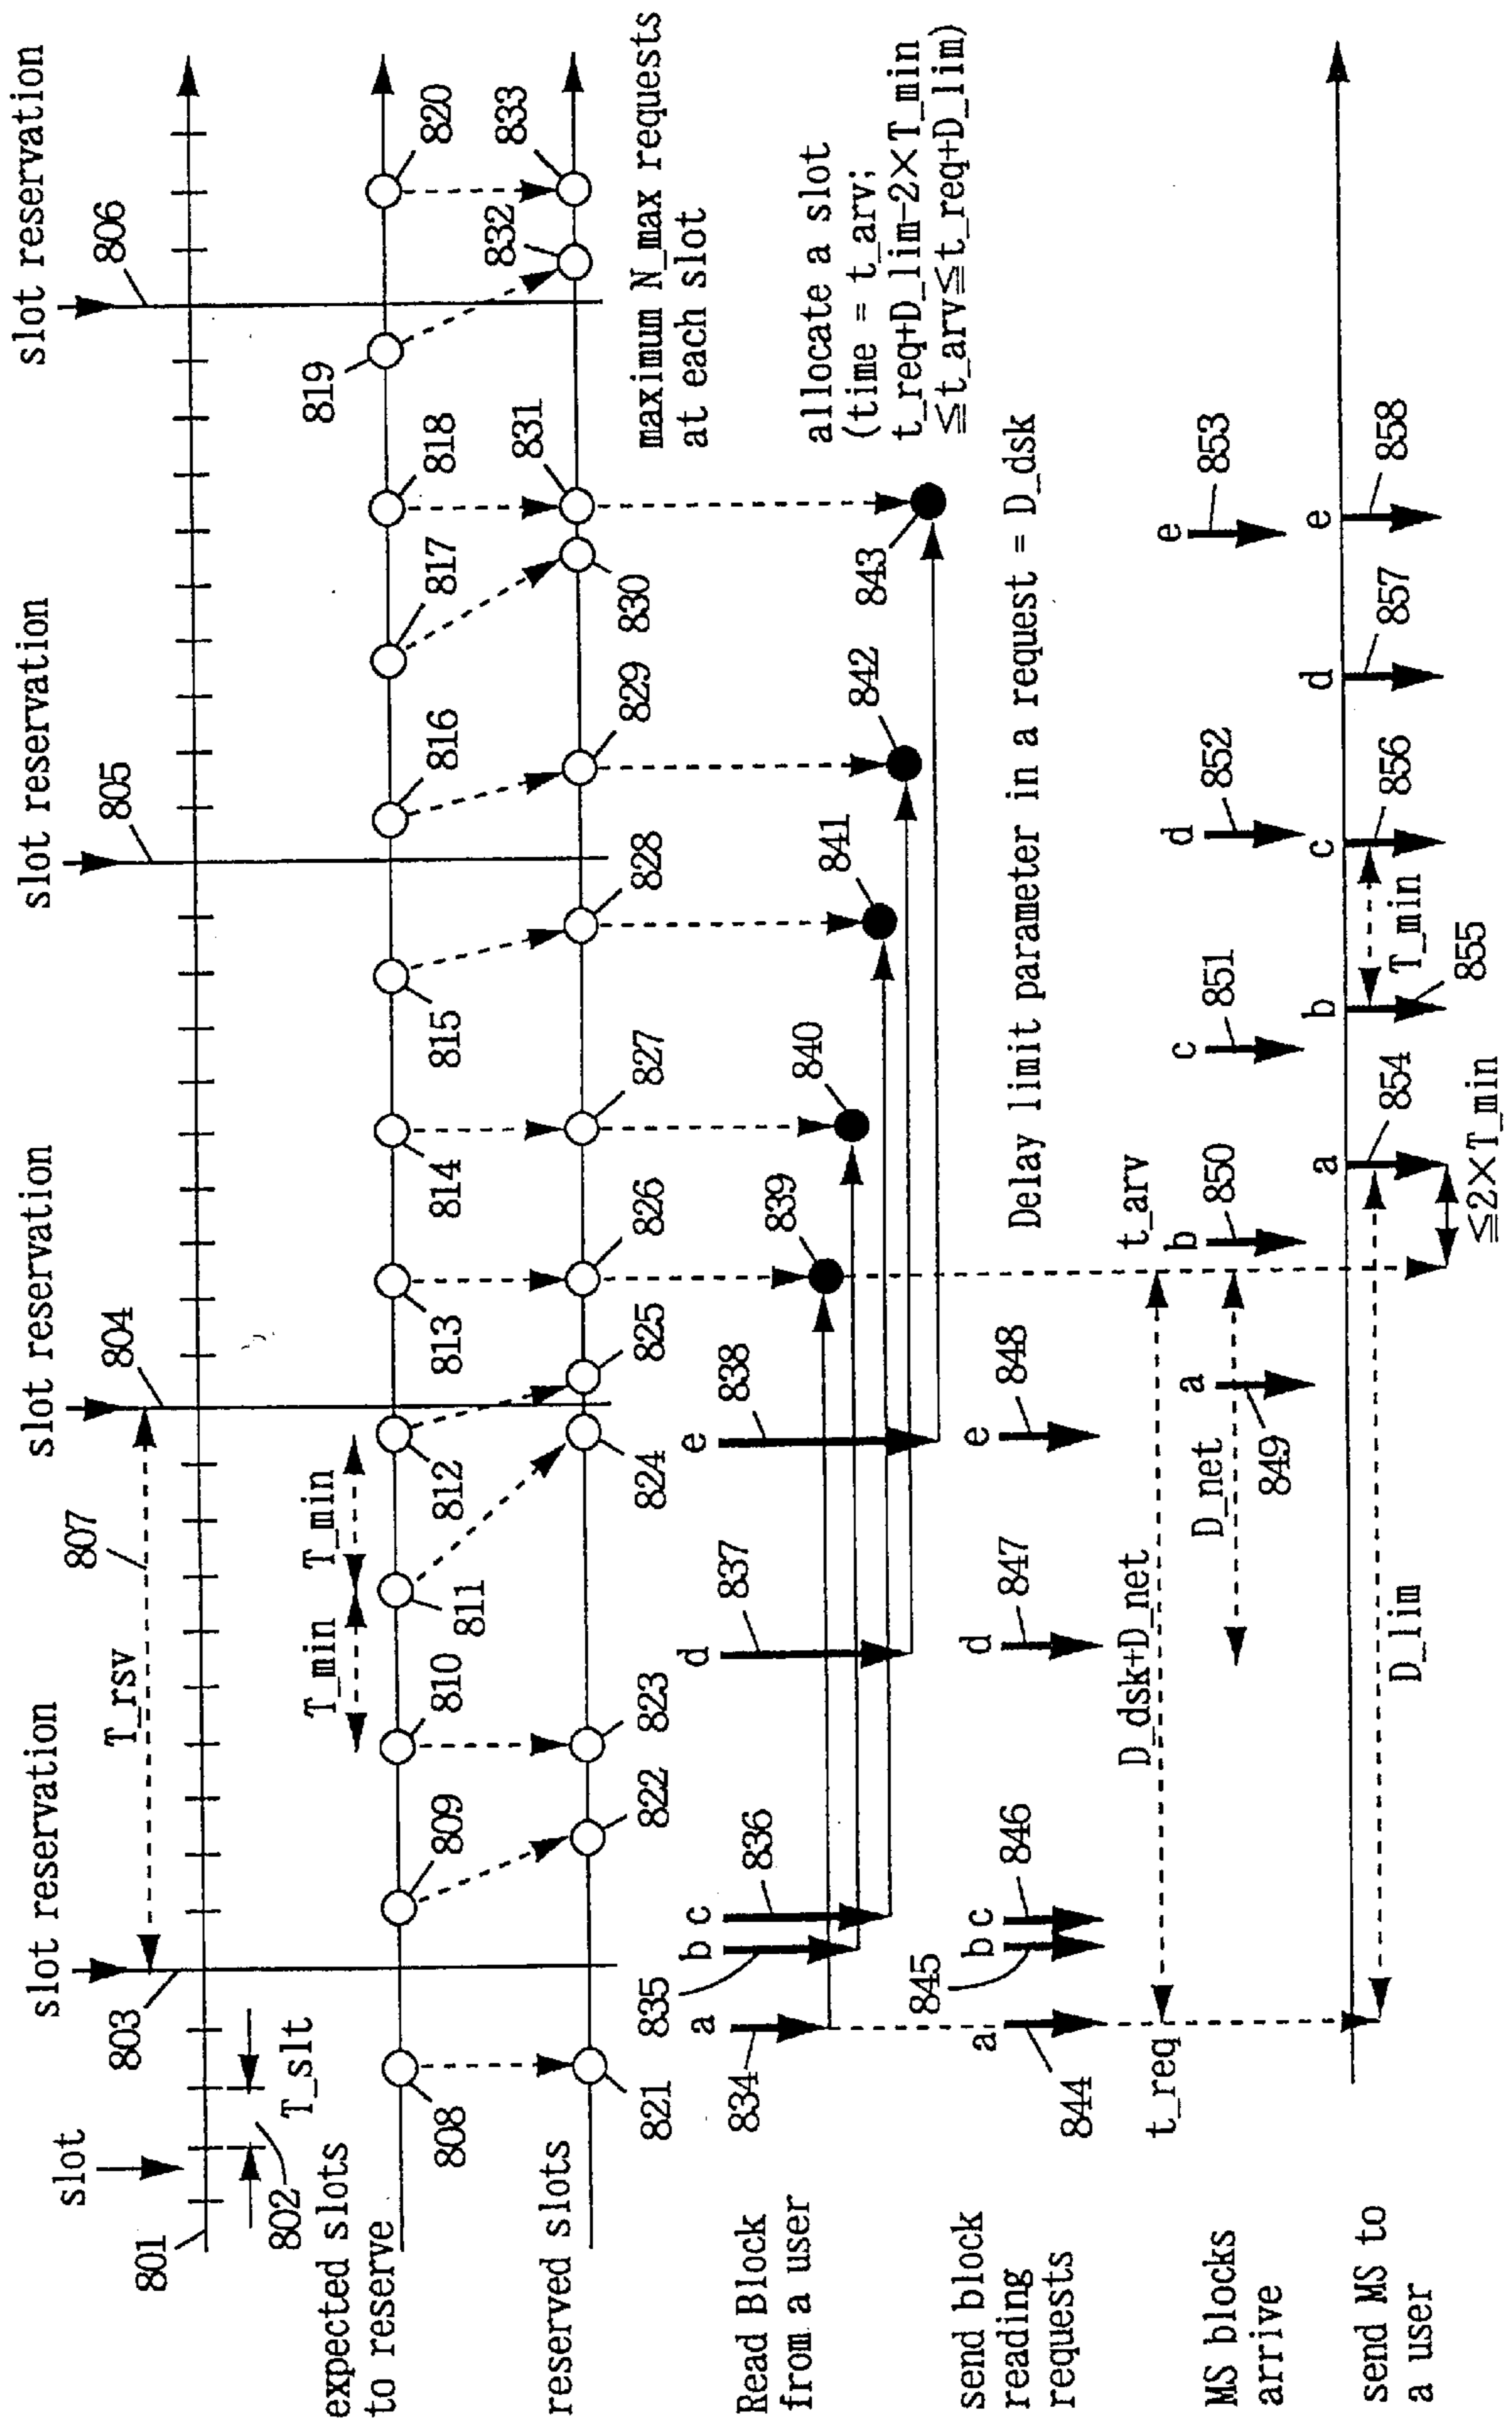 slot reservation
slot reservation
slot reservation
slot reservation
803
804
805
806
T_rsv
807
slot
801
802
T_slt
expected slots
to reserve
T_min
T_min
808
809
810
811
812
813
814
815
816
817
818
819
820
reserved slots
821
822
823
824
825
826
827
828
829
830
831
832
833
maximum N_max requests
at each slot
Read Block
from a user
a
b
c
d
e
834
835
836
837
838
839
840
841
842
843
allocate a slot
(time = t_arv;
t_req+D_lim-2×T_min
≦t_arv≦t_req+D_lim)
send block
reading
requests
a
b
c
d
e
844
845
846
847
848
Delay limit parameter in a request = D_dsk
t_req
D_dsk+D_net
t_arv
D_net
MS blocks
arrive
a
b
c
d
e
849
850
851
852
853
send MS to
a user
a
b
c
d
e
854
855
856
857
858
T_min
D_lim
≦2×T_min